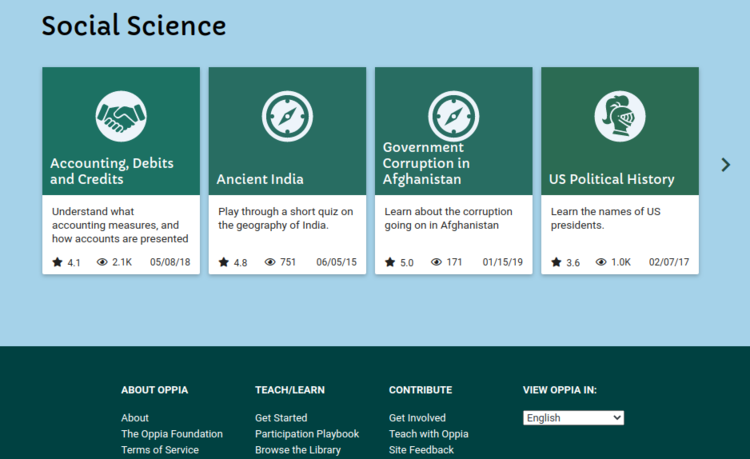 Social Science
Accounting, Debits
and Credits
Understand what
accounting measures, and
how accounts are presented
4.1 2.1K 05/08/18
Ancient India
Play through a short quiz on
the geography of India.
4.8 751 06/05/15
Government
Corruption in
Afghanistan
Learn about the corruption
going on in Afghanistan
5.0 171 01/15/19
US Political History
Learn the names of US
presidents.
3.6 1.0K 02/07/17
ABOUT OPPIA
About
The Oppia Foundation
Terms of Service
TEACH/LEARN
Get Started
Participation Playbook
Browse the Library
CONTRIBUTE
Get Involved
Teach with Oppia
Site Feedback
VIEW OPPIA IN:
English